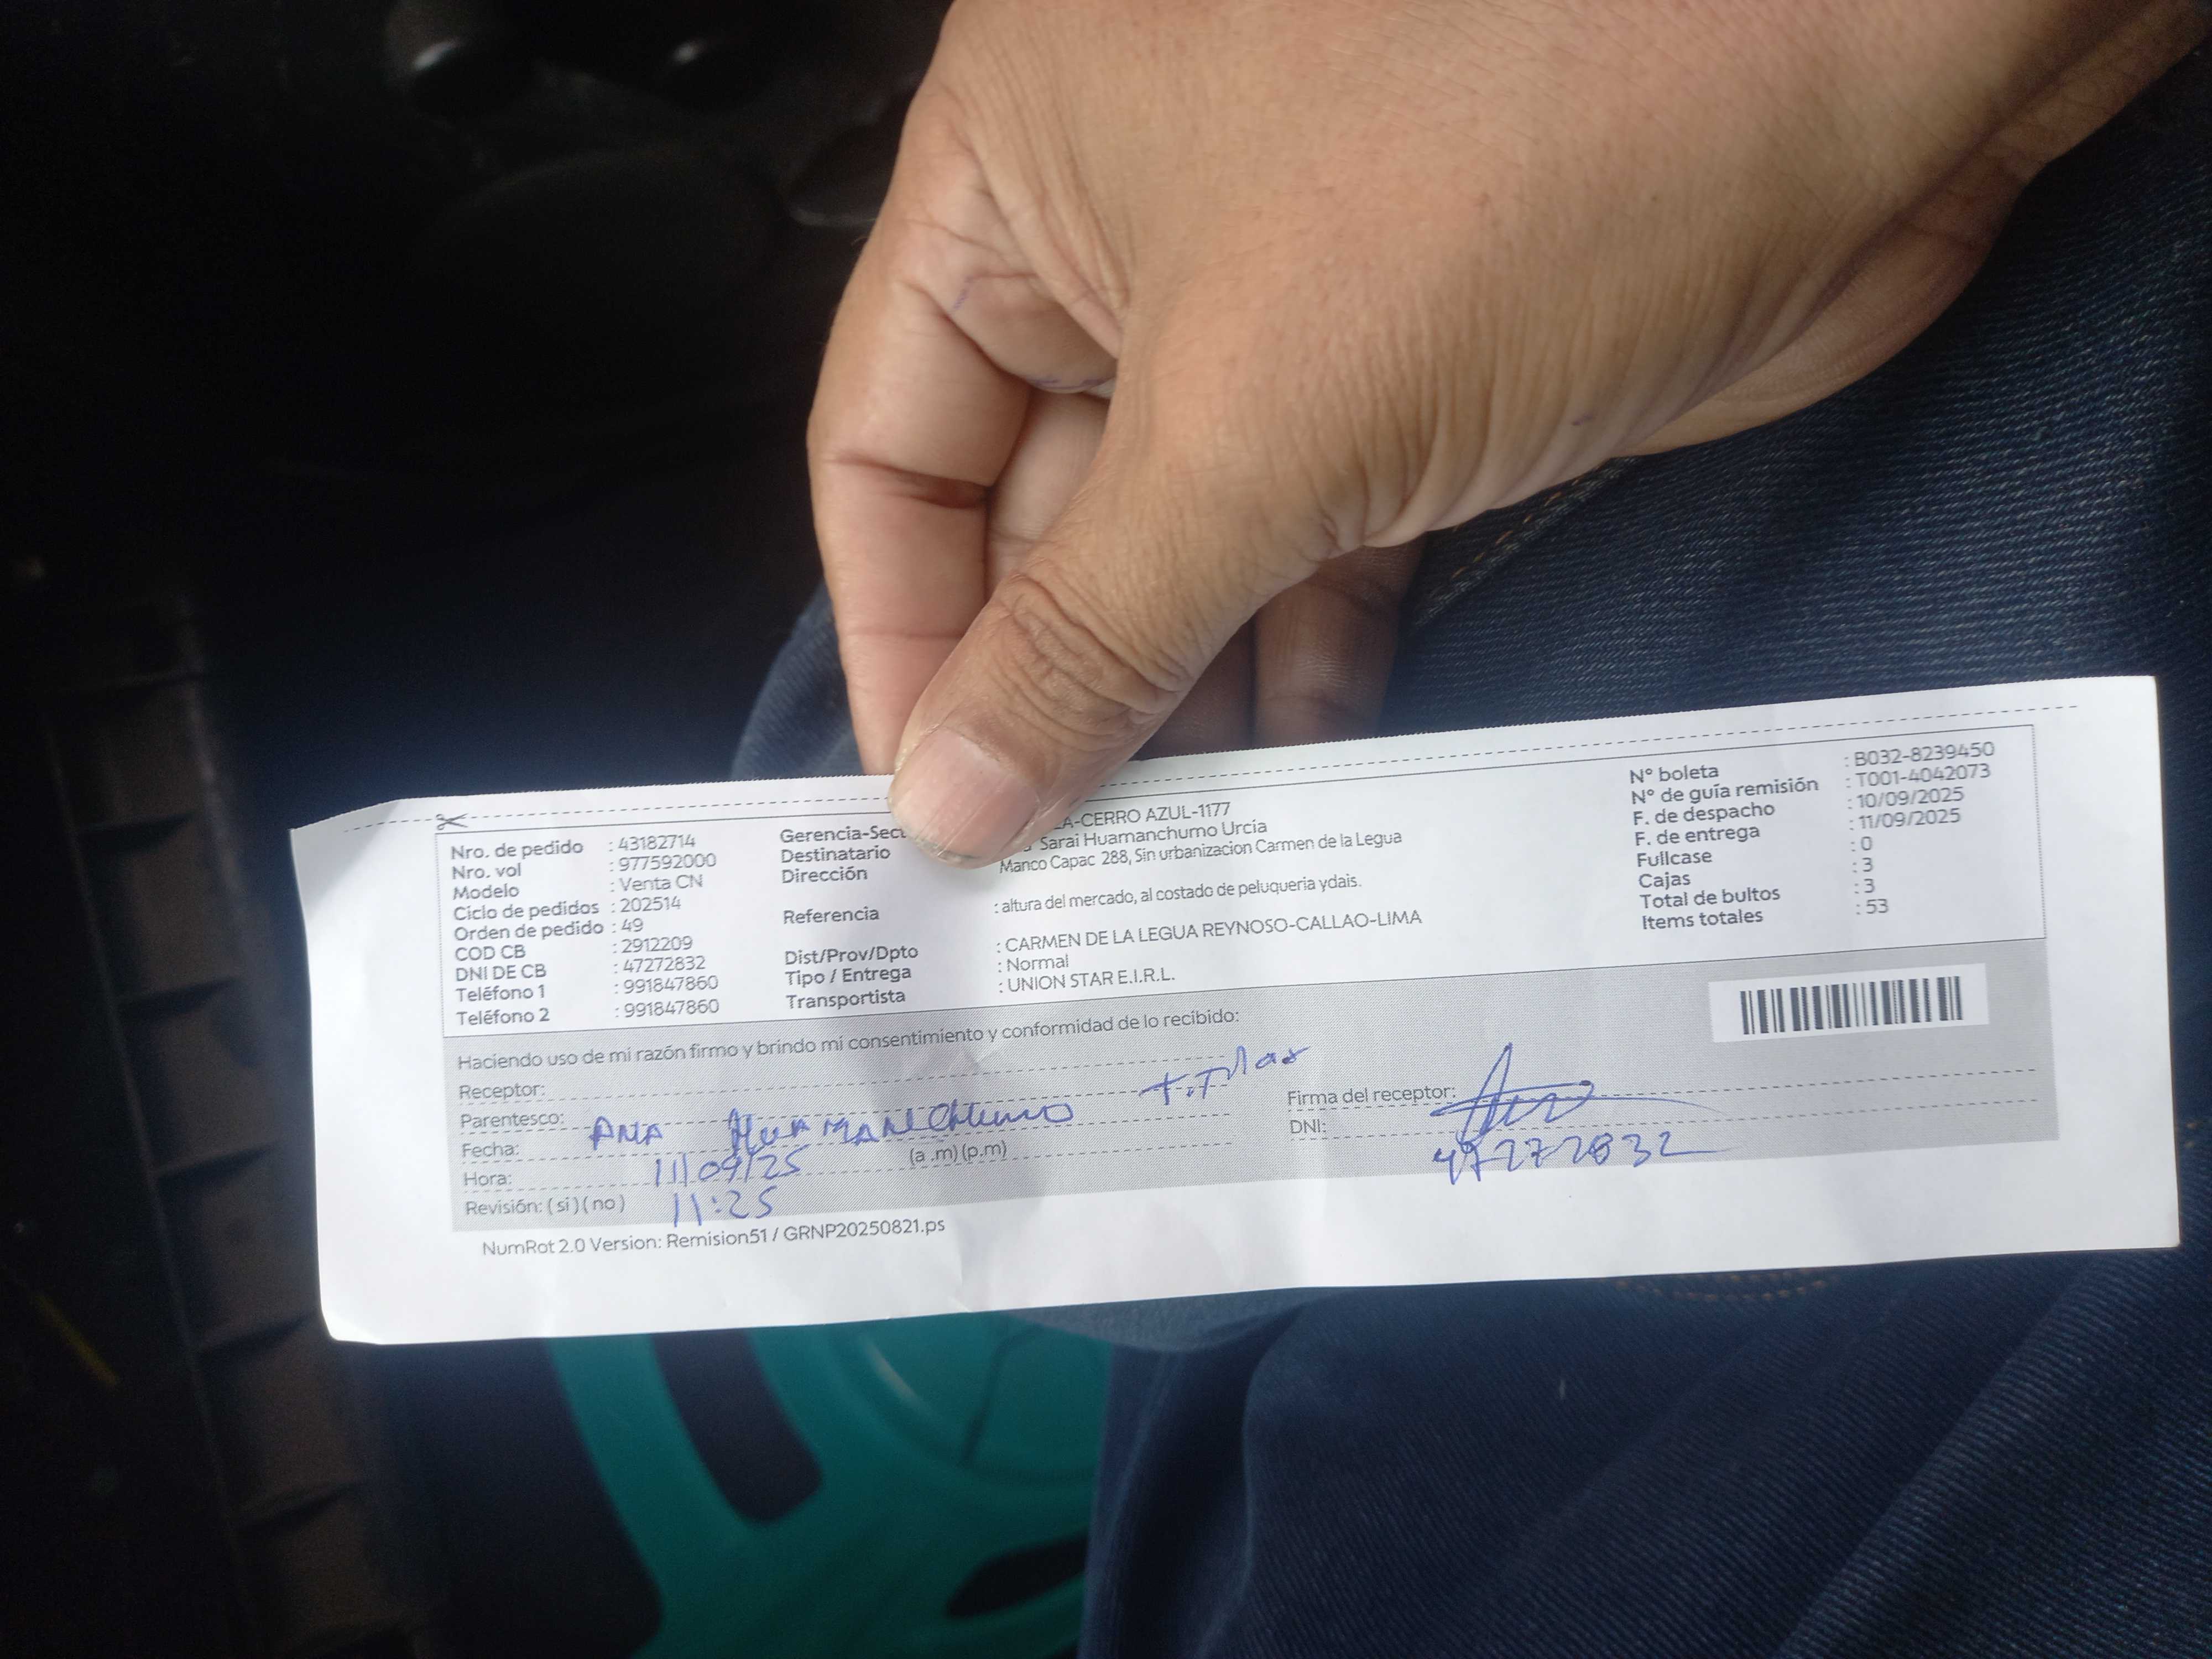 Nro. de pedido : 43182714
Nro. vol : 977592000
Modelo : Venta CN
Ciclo de pedidos : 202514
Orden de pedido : 49
COD CB : 2912209
DNI DE CB : 47272832
Teléfono 1 : 991847860
Teléfono 2 : 991847860
Gerencia-Sect LA-CERRO AZUL-1177
Destinatario Sarai Huamanchumo Urcia
Dirección Manco Capac 288, Sin urbanizacion Carmen de la Legua
Referencia : altura del mercado, al costado de peluqueria ydais.
Dist/Prov/Dpto : CARMEN DE LA LEGUA REYNOSO-CALLAO-LIMA
Tipo / Entrega : Normal
Transportista : UNION STAR E.I.R.L.
N° boleta : B032-8239450
N° de guía remisión : T001-4042073
F. de despacho : 10/09/2025
F. de entrega : 11/09/2025
Fullcase : 0
Cajas : 3
Total de bultos : 3
Items totales : 53
Haciendo uso de mi razón firmo y brindo mi consentimiento y conformidad de lo recibido:
Receptor:
Parentesco: ANA HUAMANCHUMO titular
Fecha: 11/09/25
Hora: 11:25 (a .m) (p.m)
Revisión: ( si ) ( no )
Firma del receptor:
DNI: 47272832
NumRot 2.0 Version: Remision51 / GRNP20250821.ps